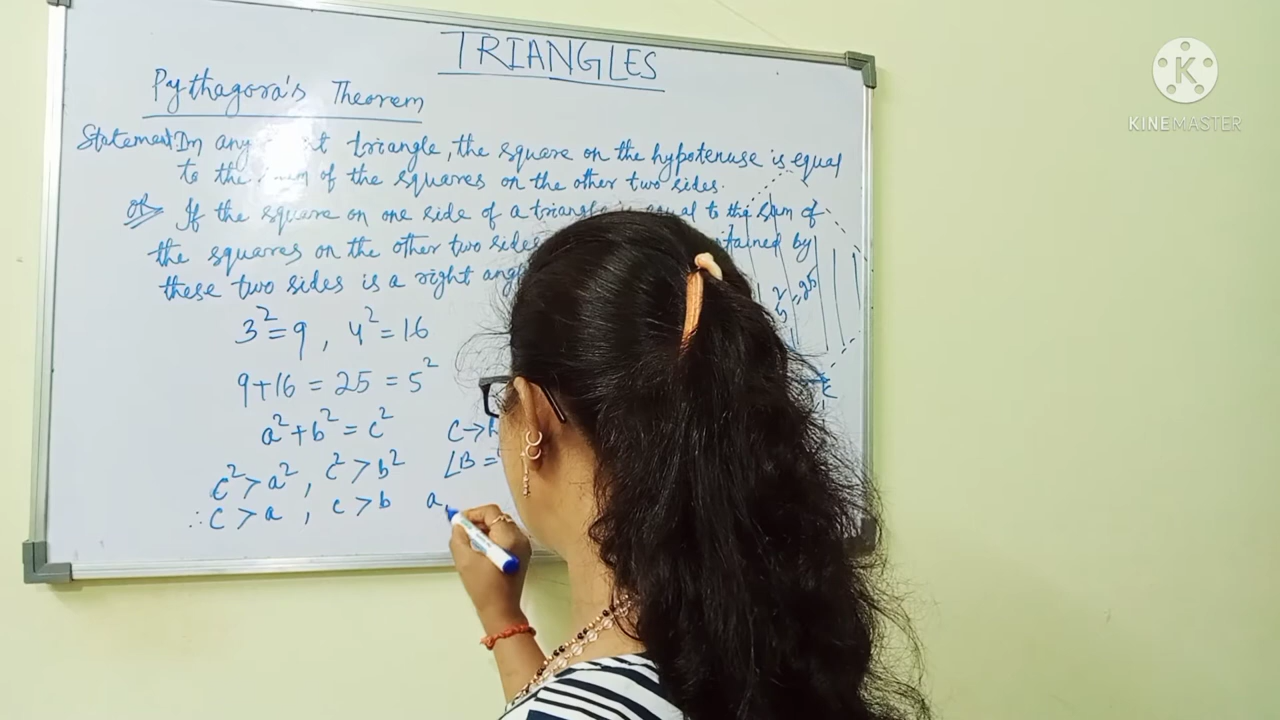 TRIANGLES
Pythagora's Theorem
Statement In any triangle, the square on the hypotenuse is equal
to the of the squares on the other two sides.
or If the square on one side of a triangle is equal to the sum of
the squares on the other two sides by
these two sides is a right
3² = 9 , 4² = 16
9+16 = 25 = 5²
a² + b² = c²
c² > a² , c² > b²
∴ c > a , c > b
C →
∠B =
a
5² = 25
KINEMASTER